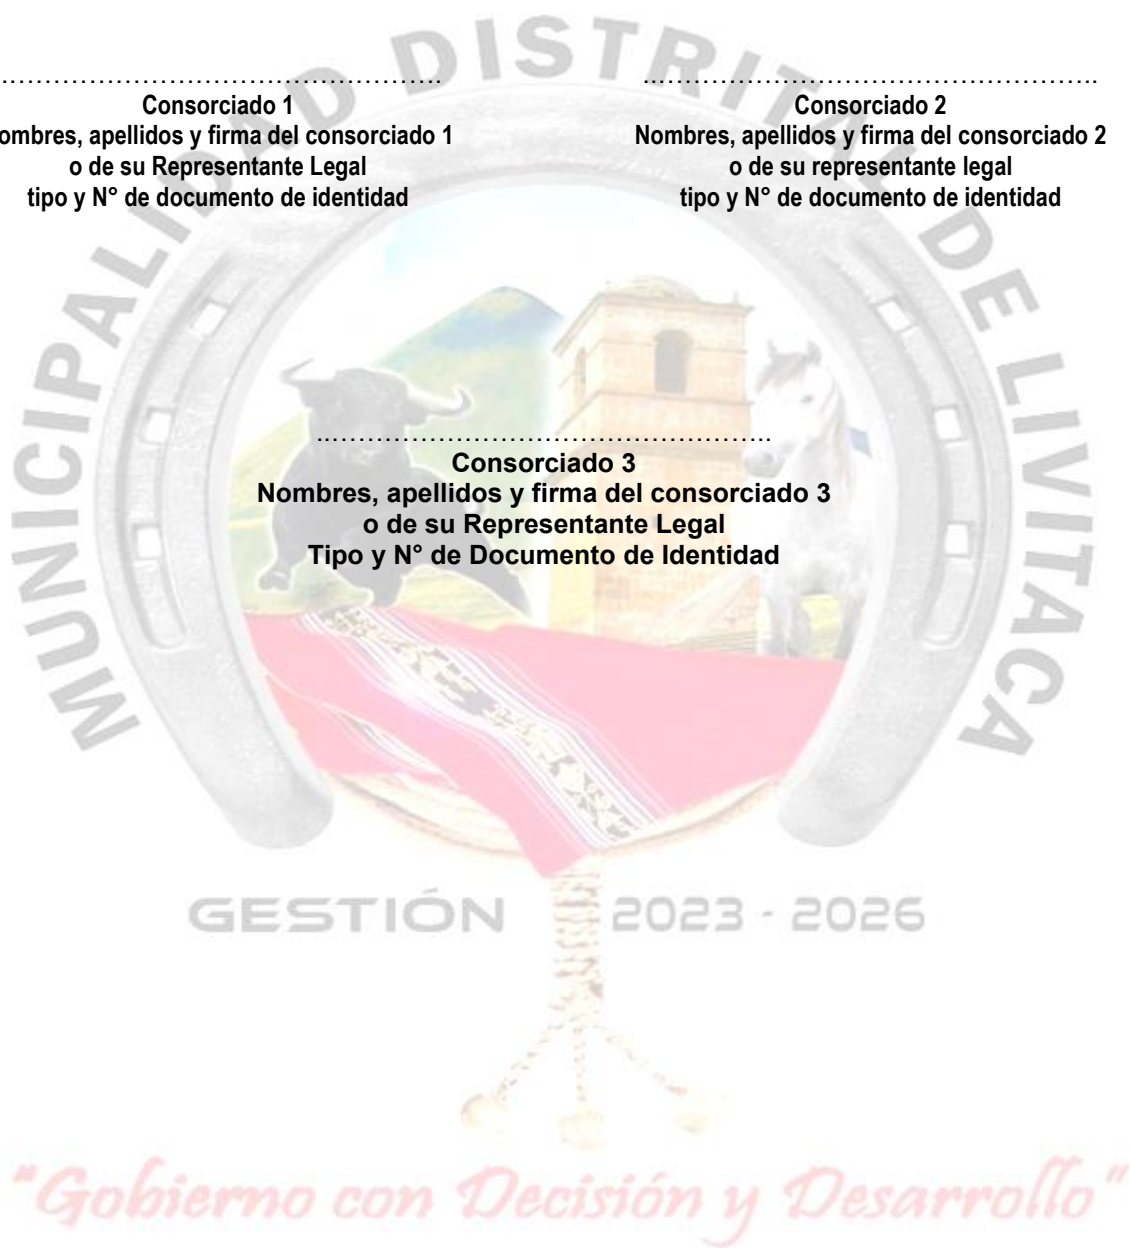 MUNICIPALIDAD DISTRITAL DE LIVITACA
……………………………………………….
Consorciado 1
ombres, apellidos y firma del consorciado 1
o de su Representante Legal
tipo y N° de documento de identidad
………………………………………………..
Consorciado 2
Nombres, apellidos y firma del consorciado 2
o de su representante legal
tipo y N° de documento de identidad
………………………………………………..
Consorciado 3
Nombres, apellidos y firma del consorciado 3
o de su Representante Legal
Tipo y N° de Documento de Identidad
GESTIÓN 2023 - 2026
"Gobierno con Decisión y Desarrollo"